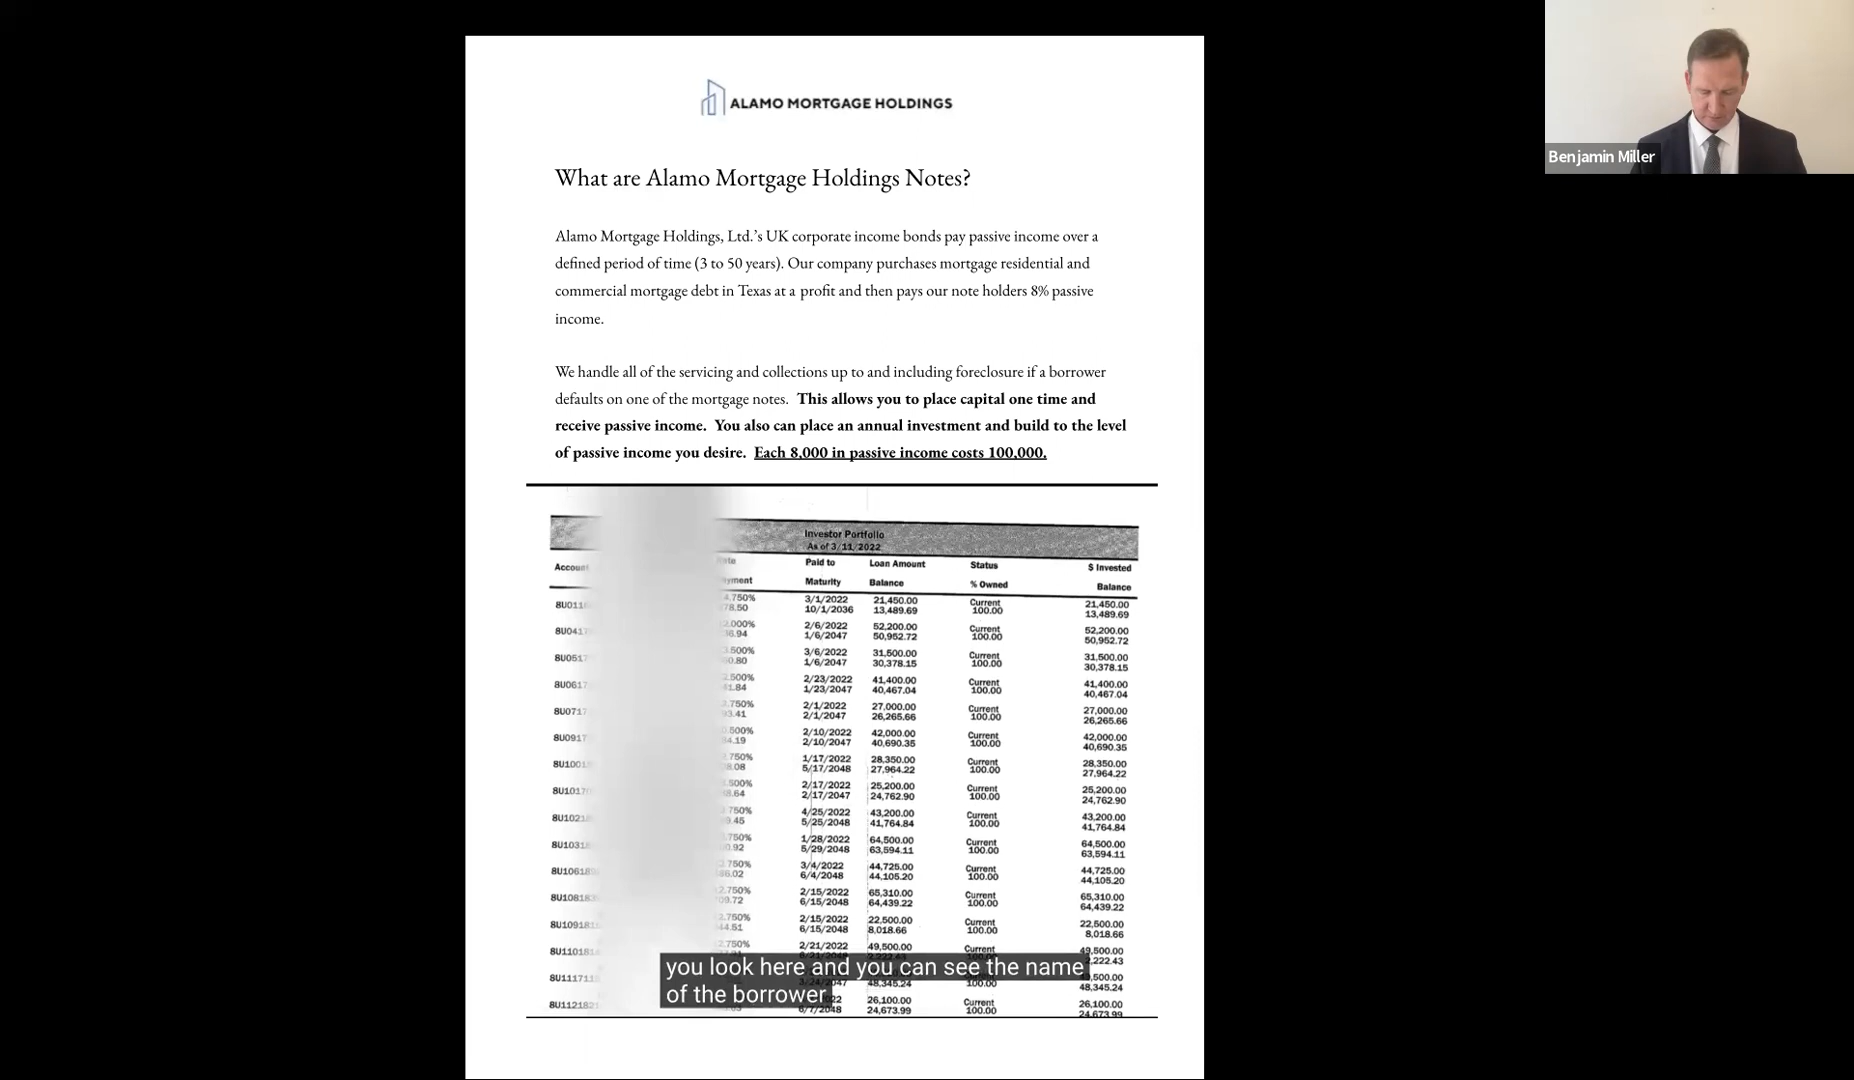 ALAMO MORTGAGE HOLDINGS
Benjamin Miller
What are Alamo Mortgage Holdings Notes?
Alamo Mortgage Holdings, Ltd.’s UK corporate income bonds pay passive income over a
defined period of time (3 to 50 years). Our company purchases mortgage residential and
commercial mortgage debt in Texas at a profit and then pays our note holders 8% passive
income.
We handle all of the servicing and collections up to and including foreclosure if a borrower
defaults on one of the mortgage notes. This allows you to place capital one time and
receive passive income. You also can place an annual investment and build to the level
of passive income you desire. Each 8,000 in passive income costs 100,000.
Investor Portfolio
As of 3/11/2022
Account Paid to Loan Amount Status $ Invested
Maturity Balance % Owned Balance
3/1/2022 21,450.00 Current 21,450.00
10/1/2036 13,489.69 100.00 13,489.69
2/6/2022 52,200.00 Current 52,200.00
1/6/2047 50,952.72 100.00 50,952.72
3/6/2022 31,500.00 Current 31,500.00
1/6/2047 30,378.15 100.00 30,378.15
2/23/2022 41,400.00 Current 41,400.00
1/23/2047 40,467.04 100.00 40,467.04
2/1/2022 27,000.00 Current 27,000.00
2/1/2047 26,265.66 100.00 26,265.66
2/10/2022 42,000.00 Current 42,000.00
2/10/2047 40,690.35 100.00 40,690.35
1/17/2022 28,350.00 Current 28,350.00
5/17/2048 27,964.22 100.00 27,964.22
2/17/2022 25,200.00 Current 25,200.00
2/17/2047 24,762.90 100.00 24,762.90
4/25/2022 43,200.00 Current 43,200.00
5/25/2048 41,764.84 100.00 41,764.84
1/28/2022 64,500.00 Current 64,500.00
5/29/2048 63,594.11 100.00 63,594.11
3/4/2022 44,725.00 Current 44,725.00
6/4/2048 44,105.20 100.00 44,105.20
2/15/2022 65,310.00 Current 65,310.00
6/15/2048 64,439.22 100.00 64,439.22
2/15/2022 22,500.00 Current 22,500.00
6/15/2048 8,018.66 100.00 8,018.66
2/21/2022 49,500.00 Current 49,500.00
you look here and you can see the name
of the borrower
48,345.24 100.00 48,345.24
26,100.00 Current 26,100.00
6/7/2048 24,673.99 100.00 24,673.99